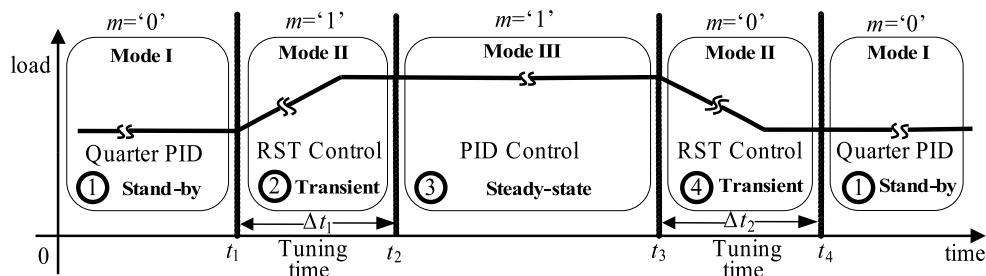 m='0' m='1' m='1' m='0' m='0'
load
Mode I Mode II Mode III Mode II Mode I
Quarter PID RST Control PID Control RST Control Quarter PID
1 Stand-by 2 Transient 3 Steady-state 4 Transient 1 Stand-by
Δt1 Δt2
0 t1 Tuning time t2 t3 Tuning time t4 time